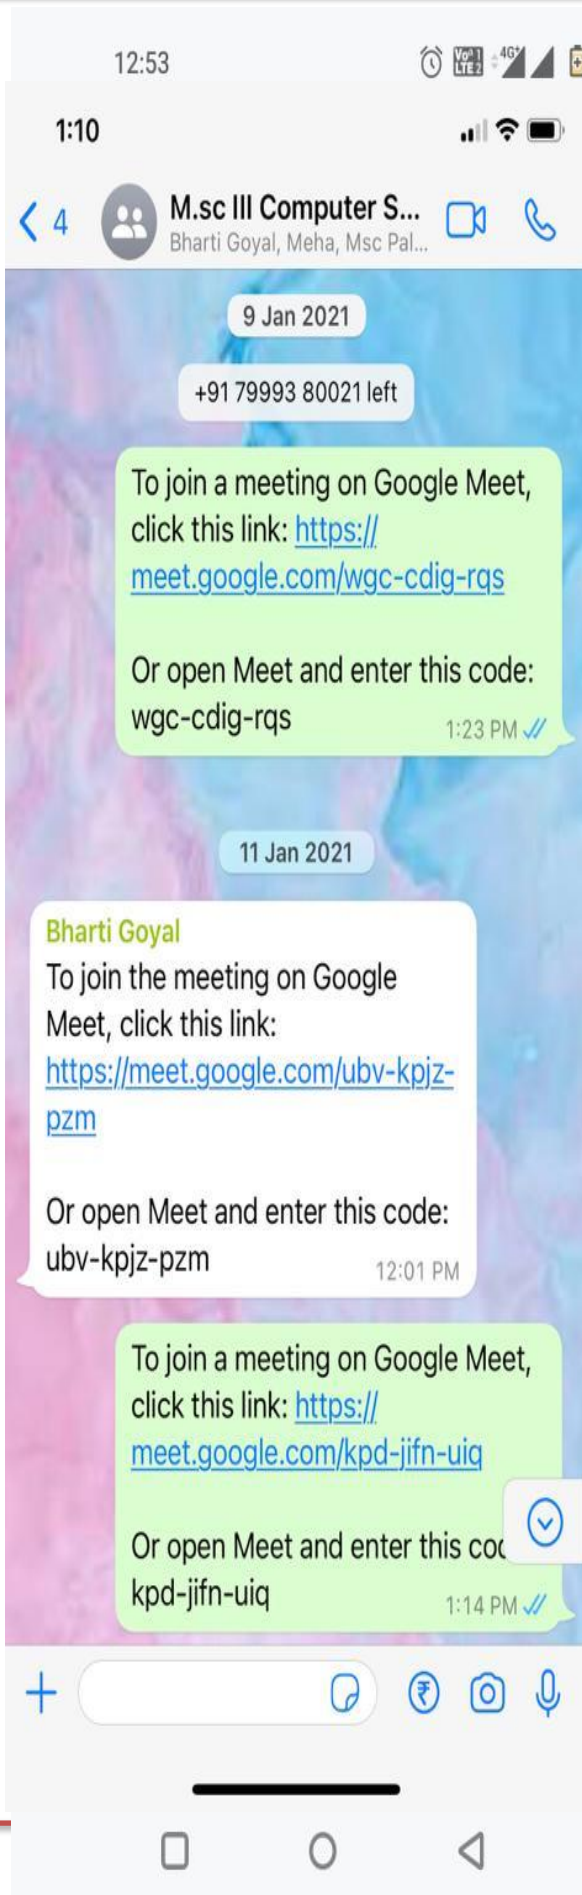 12:53
Vo 1 LTE 2 4G+
1:10
4 M.sc III Computer S...
Bharti Goyal, Meha, Msc Pal...
9 Jan 2021
+91 79993 80021 left
To join a meeting on Google Meet,
click this link: https://
meet.google.com/wgc-cdig-rqs
Or open Meet and enter this code:
wgc-cdig-rqs
1:23 PM
11 Jan 2021
Bharti Goyal
To join the meeting on Google
Meet, click this link:
https://meet.google.com/ubv-kpjz-
pzm
Or open Meet and enter this code:
ubv-kpjz-pzm
12:01 PM
To join a meeting on Google Meet,
click this link: https://
meet.google.com/kpd-jifn-uiq
Or open Meet and enter this
kpd-jifn-uiq
1:14 PM
₹